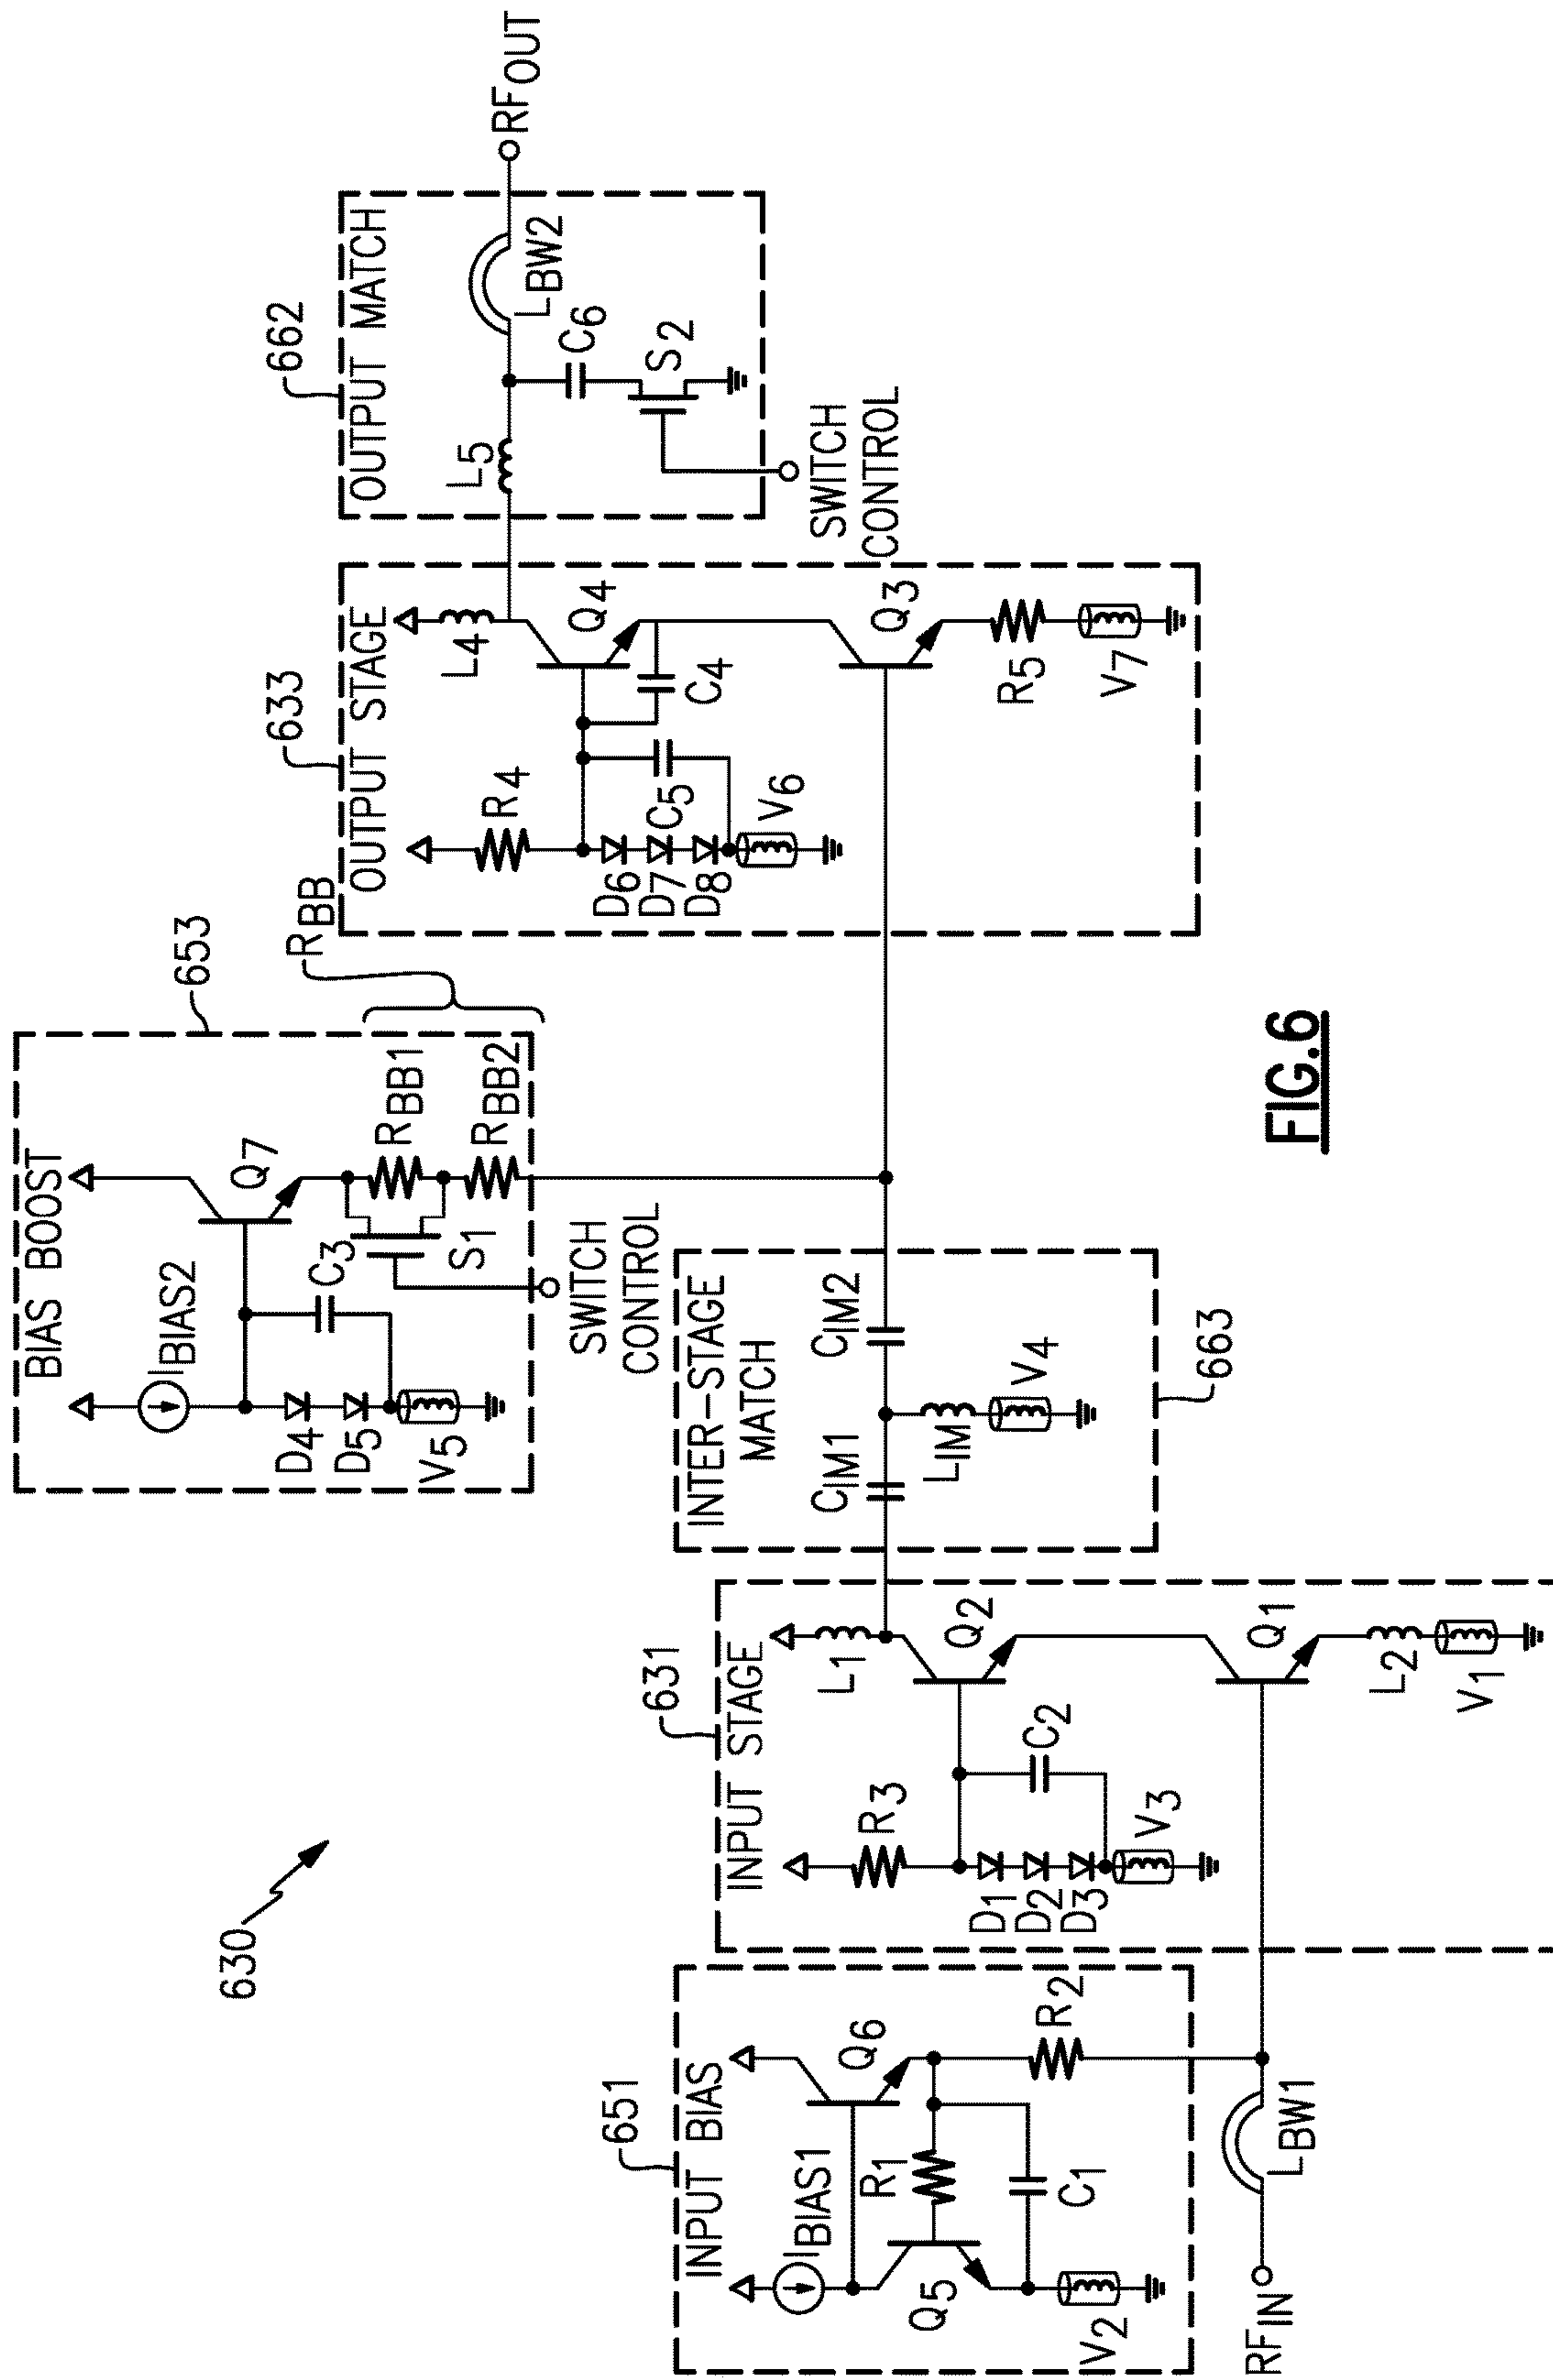 630
651
INPUT BIAS
I BIAS1
Q5
Q6
R1
C1
R2
V2
RF IN
L BW1
631
INPUT STAGE
R3
L1
D1
D2
D3
C2
V3
Q2
Q1
L2
V1
INTER-STAGE
MATCH
C IM1
C IM2
L IM
V4
663
653
BIAS BOOST
I BIAS2
D4
D5
V5
C3
Q7
S1
R BB1
R BB2
R BB
SWITCH
CONTROL
633
OUTPUT STAGE
R4
L4
D6
D7
D8
C5
V6
C4
Q4
Q3
R5
V7
662
OUTPUT MATCH
L5
L BW2
C6
S2
SWITCH
CONTROL
RF OUT
FIG.6